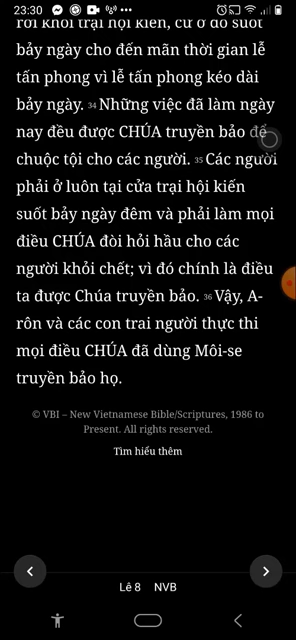 23:30
rời khỏi trại hội kiến, cứ ở đó suốt
bảy ngày cho đến mãn thời gian lễ
tấn phong vì lễ tấn phong kéo dài
bảy ngày. 34 Những việc đã làm ngày
nay đều được CHÚA truyền bảo để
chuộc tội cho các người. 35 Các người
phải ở luôn tại cửa trại hội kiến
suốt bảy ngày đêm và phải làm mọi
điều CHÚA đòi hỏi hầu cho các
người khỏi chết; vì đó chính là điều
ta được Chúa truyền bảo. 36 Vậy, A-
rôn và các con trai người thực thi
mọi điều CHÚA đã dùng Môi-se
truyền bảo họ.
© VBI – New Vietnamese Bible/Scriptures, 1986 to
Present. All rights reserved.
Tìm hiểu thêm
Lê 8 NVB